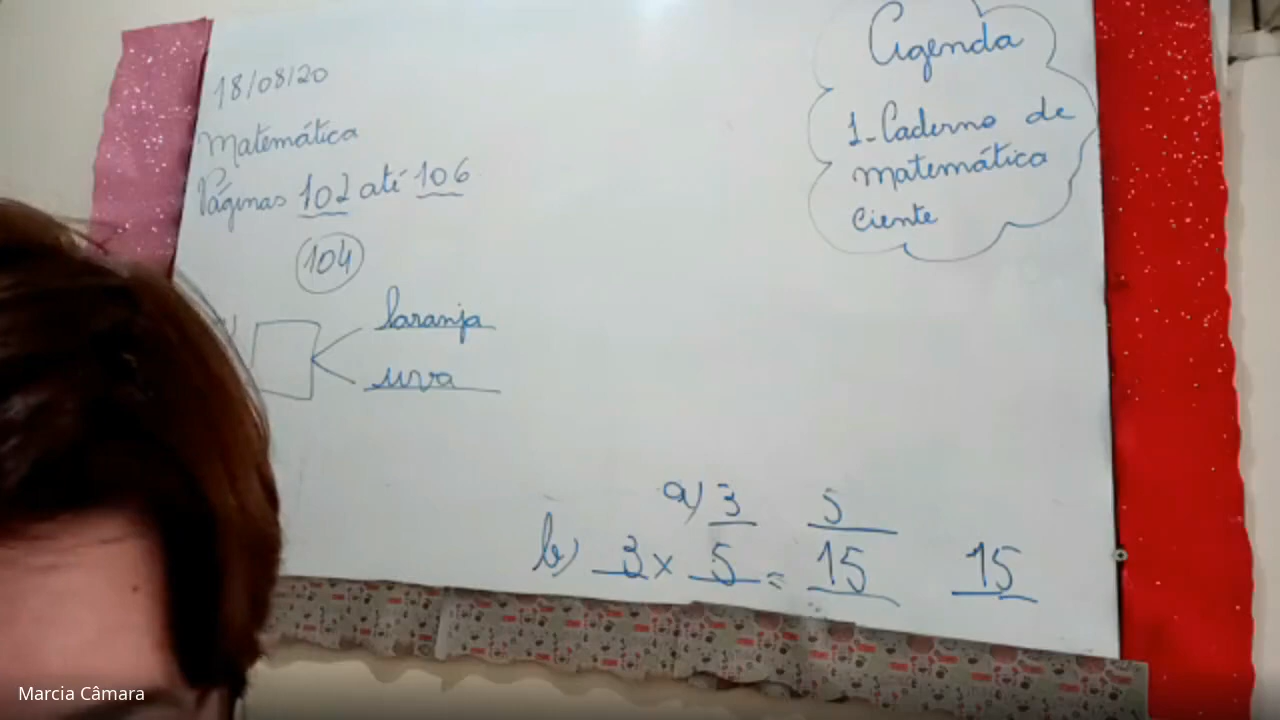 18/08/20
Matemática
Páginas 102 até 106
104
laranja
uva
a) 3 5
b) 3 x 5 = 15 15
Agenda
1-Caderno de
matemática
Ciente
Marcia Câmara